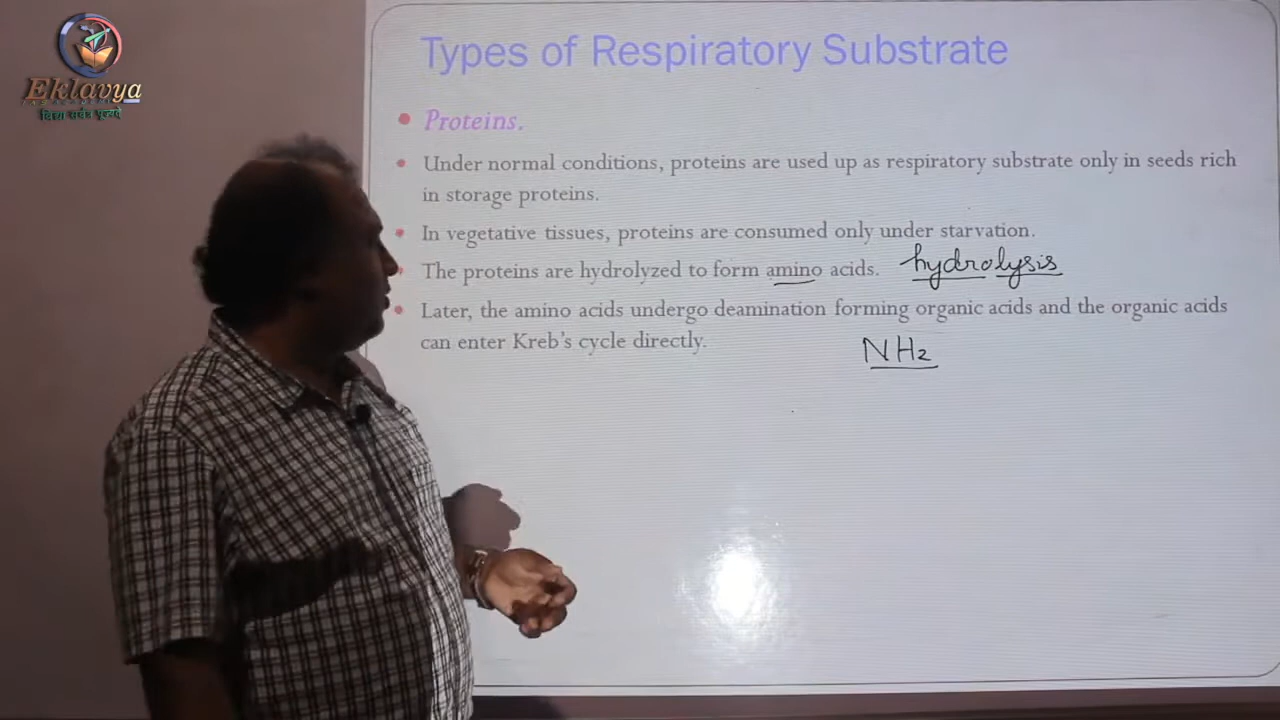 Eklavya
विद्या सर्वत्र पूज्यते
Types of Respiratory Substrate
Proteins.
Under normal conditions, proteins are used up as respiratory substrate only in seeds rich
in storage proteins.
In vegetative tissues, proteins are consumed only under starvation.
The proteins are hydrolyzed to form amino acids. hydrolysis
Later, the amino acids undergo deamination forming organic acids and the organic acids
can enter Kreb's cycle directly.
NH2